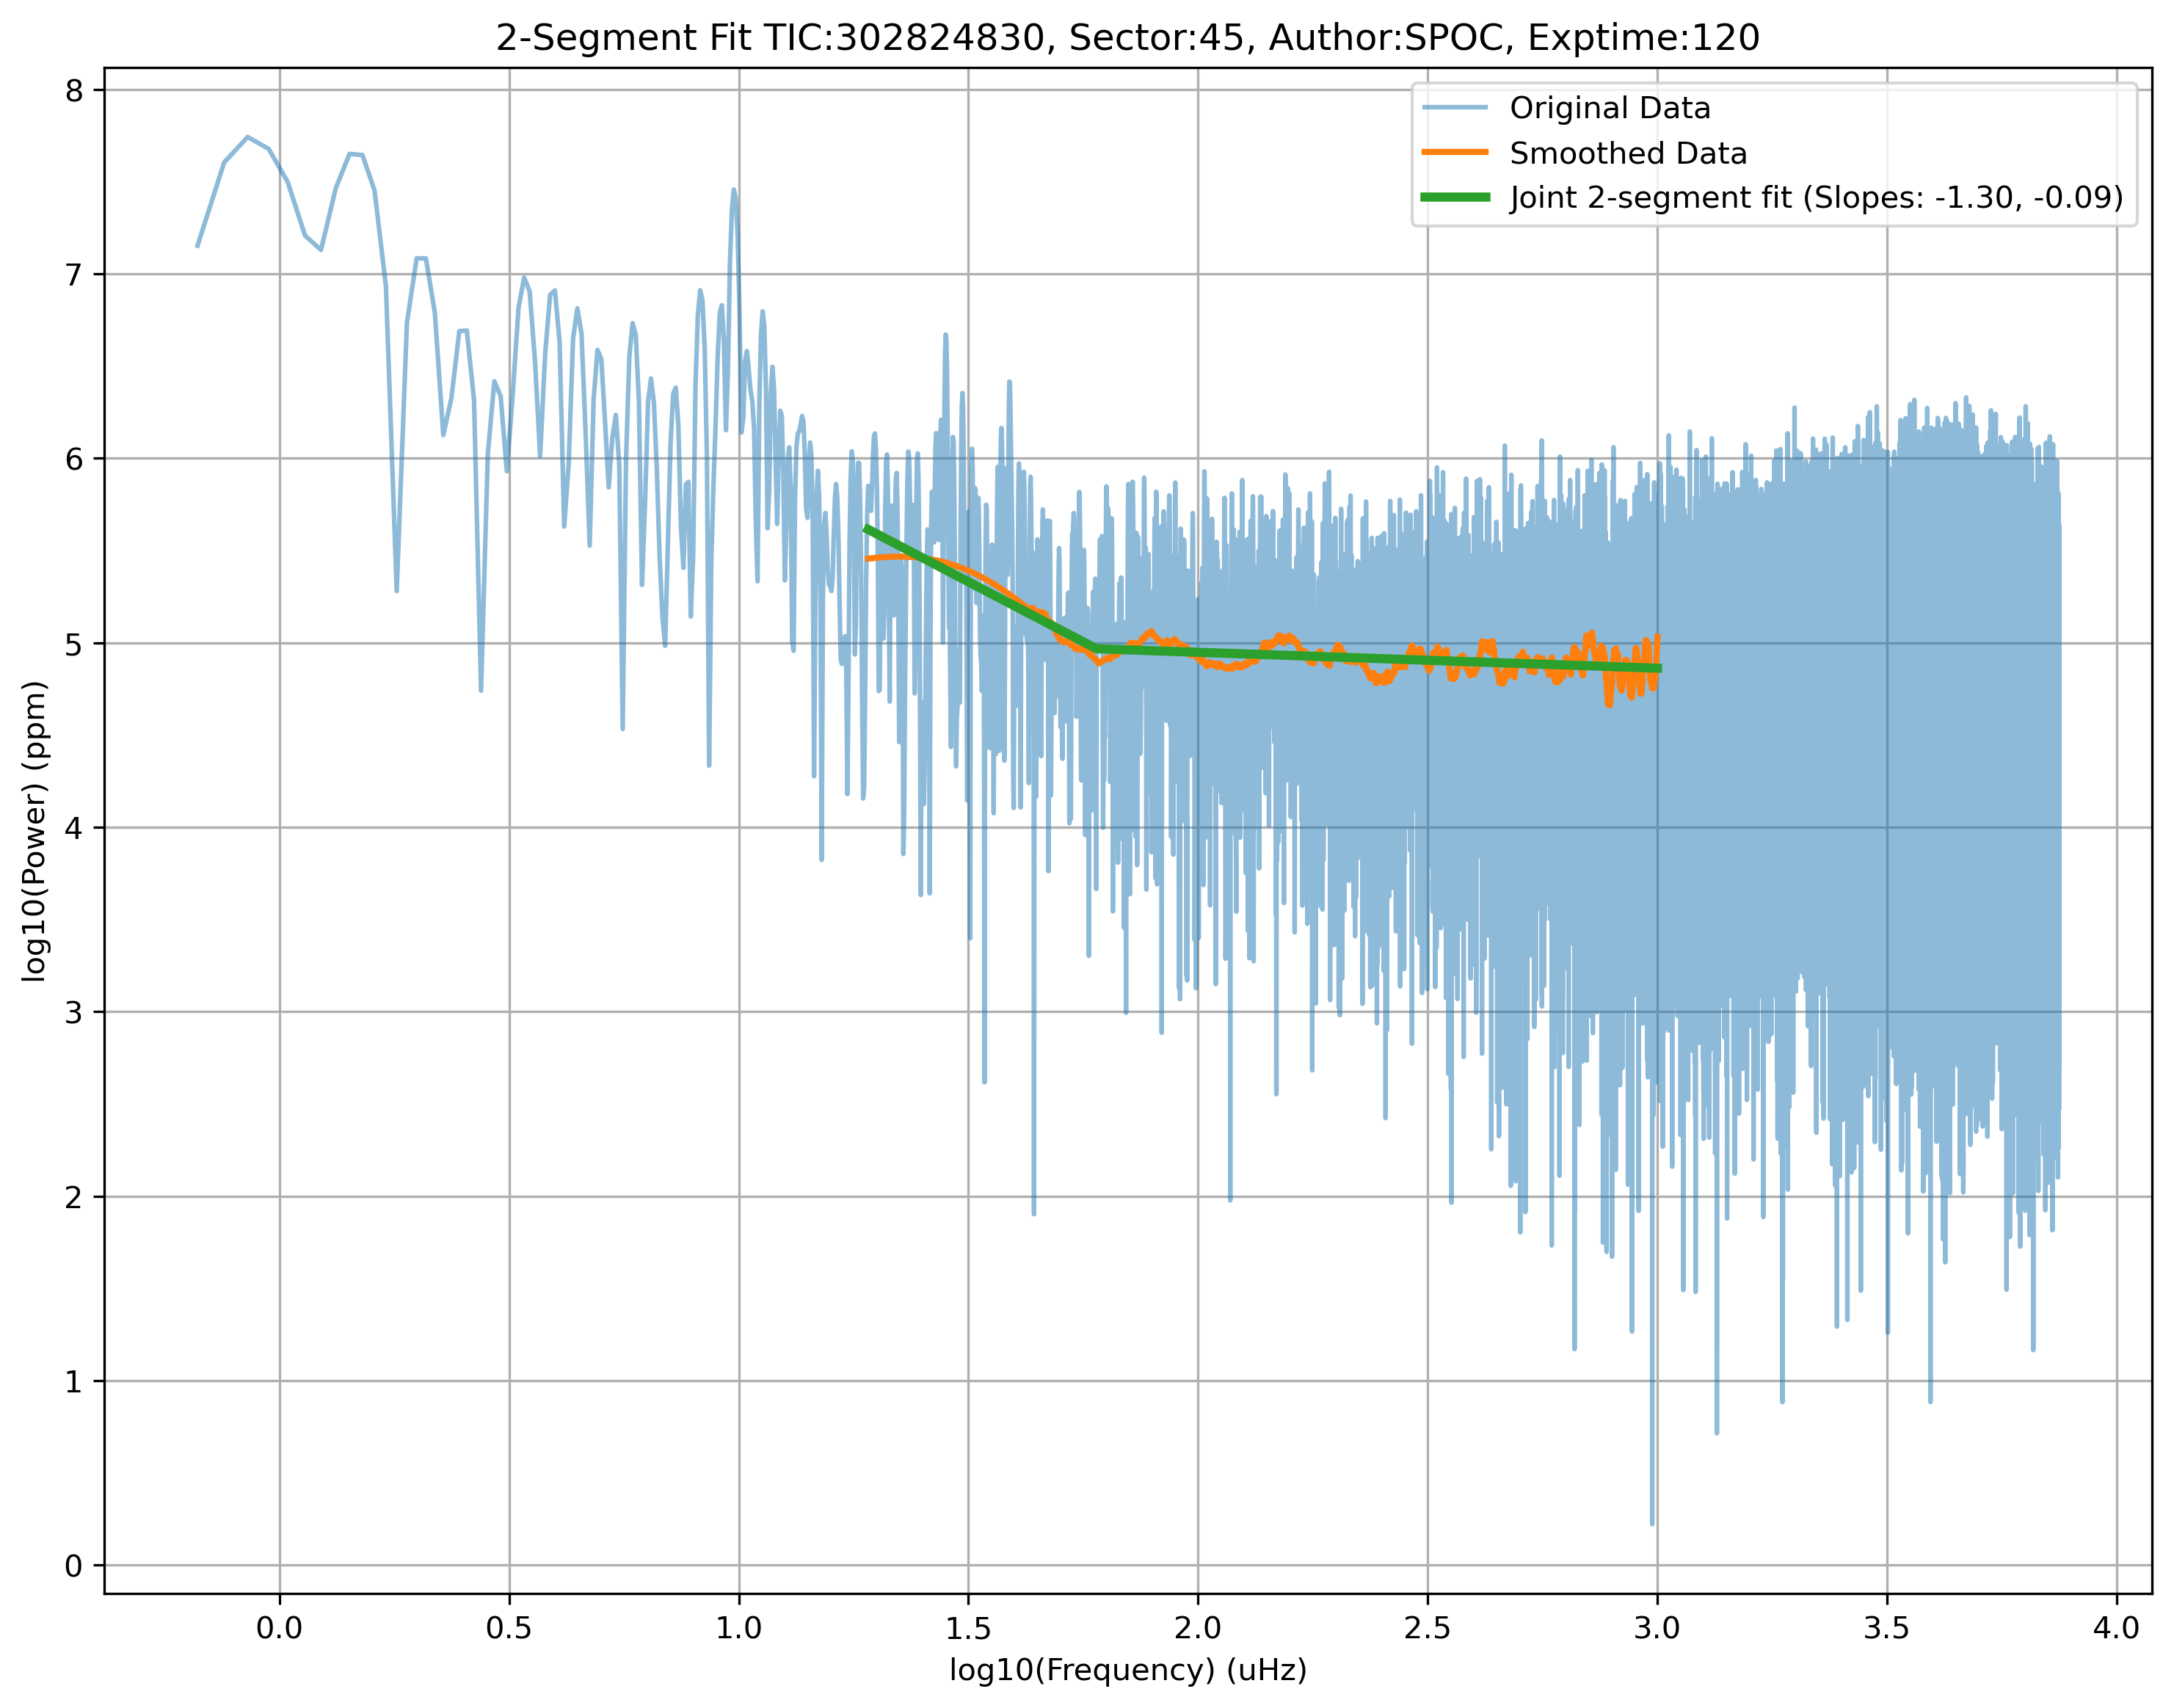 2-Segment Fit TIC:302824830, Sector:45, Author:SPOC, Exptime:120
Original Data
Smoothed Data
Joint 2-segment fit (Slopes: -1.30, -0.09)
log10(Power) (ppm)
8
7
6
5
4
3
2
1
0
0.0 0.5 1.0 1.5 2.0 2.5 3.0 3.5 4.0
log10(Frequency) (uHz)